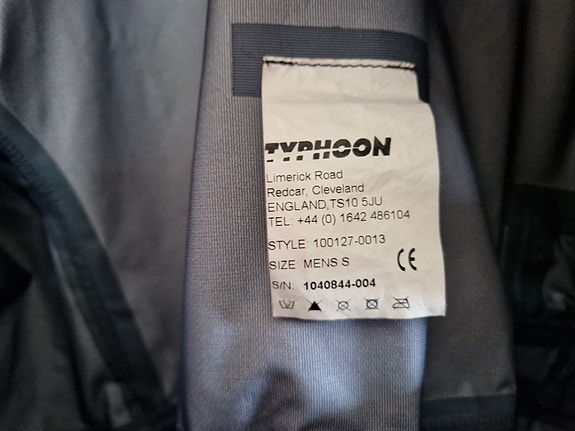 TYPHOON
Limerick Road
Redcar, Cleveland
ENGLAND,TS10 5JU
TEL: +44 (0) 1642 486104
STYLE: 100127-0013
SIZE: MENS S
CE
S/N: 1040844-004